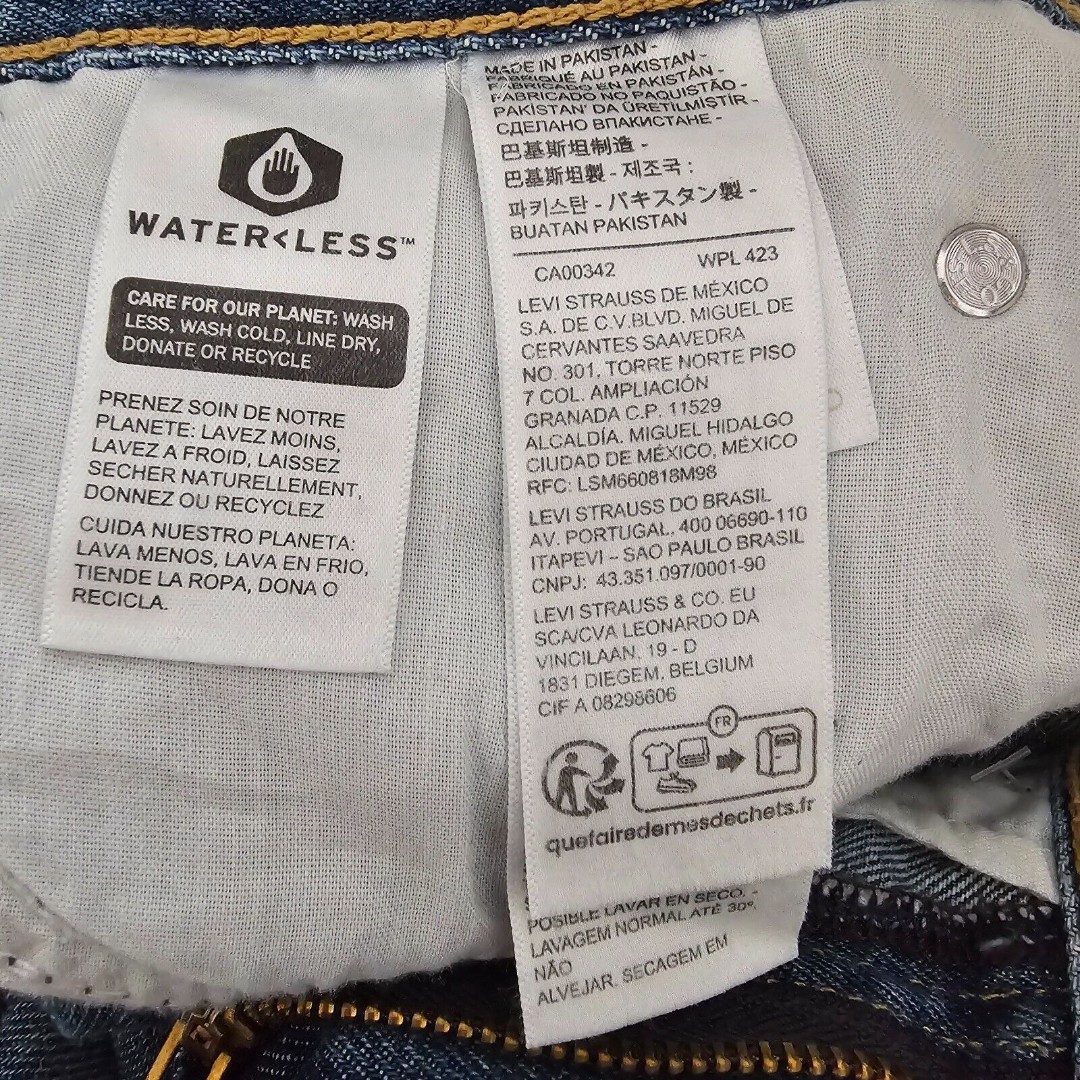 WATER<LESS™
CARE FOR OUR PLANET: WASH
LESS, WASH COLD, LINE DRY,
DONATE OR RECYCLE
PRENEZ SOIN DE NOTRE
PLANETE: LAVEZ MOINS,
LAVEZ A FROID, LAISSEZ
SECHER NATURELLEMENT,
DONNEZ OU RECYCLEZ
CUIDA NUESTRO PLANETA:
LAVA MENOS, LAVA EN FRIO,
TIENDE LA ROPA, DONA O
RECICLA.
MADE IN PAKISTAN -
FABRIQUÉ AU PAKISTAN -
FABRICADO EN PAKISTÁN -
FABRICADO NO PAQUISTÃO -
PAKİSTAN' DA ÜRETİLMİŞTİR -
СДЕЛАНО ВПАКИСТАНЕ -
巴基斯坦制造 -
巴基斯坦製 - 제조국 :
파키스탄 - パキスタン製 -
BUATAN PAKISTAN
CA00342 WPL 423
LEVI STRAUSS DE MÉXICO
S.A. DE C.V.BLVD. MIGUEL DE
CERVANTES SAAVEDRA
NO. 301, TORRE NORTE PISO
7 COL. AMPLIACIÓN
GRANADA C.P. 11529
ALCALDÍA. MIGUEL HIDALGO
CIUDAD DE MÉXICO, MÉXICO
RFC: LSM660818M98
LEVI STRAUSS DO BRASIL
AV. PORTUGAL, 400 06690-110
ITAPEVI – SAO PAULO BRASIL
CNPJ: 43.351.097/0001-90
LEVI STRAUSS & CO. EU
SCA/CVA LEONARDO DA
VINCILAAN. 19 - D
1831 DIEGEM, BELGIUM
CIF A 08298606
FR
quefairedemesdechets.fr
POSIBLE LAVAR EN SECO. -
LAVAGEM NORMAL ATÉ 30º.
NÃO
ALVEJAR. SECAGEM EM